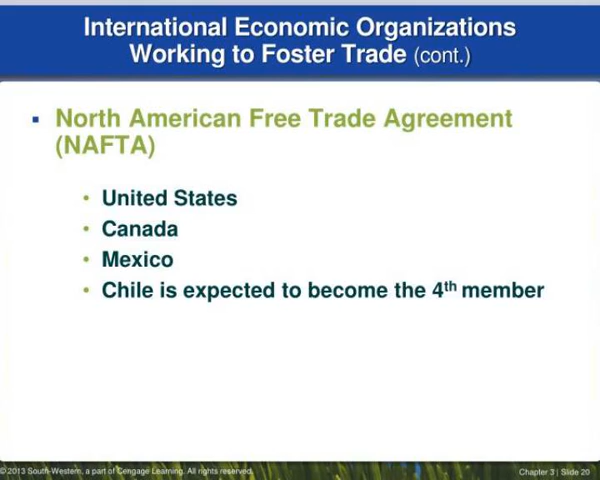 International Economic Organizations
Working to Foster Trade (cont.)
▪ North American Free Trade Agreement
(NAFTA)
• United States
• Canada
• Mexico
• Chile is expected to become the 4th member
© 2013 South-Western, a part of Cengage Learning. All rights reserved.
Chapter 3 | Slide 20